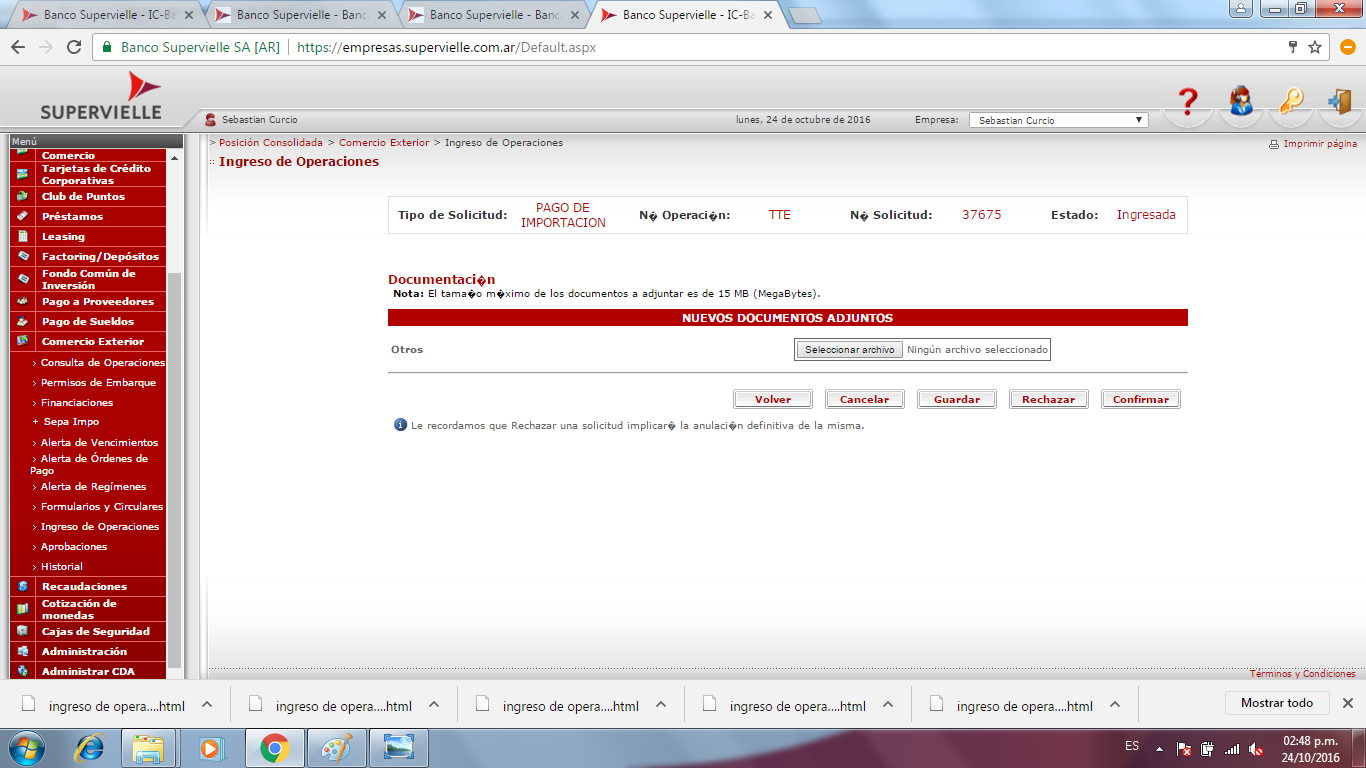 Banco Supervielle - IC-Ba
Banco Supervielle - Banc
Banco Supervielle - Banc
Banco Supervielle - IC-Ba
Banco Supervielle SA [AR]
https://empresas.supervielle.com.ar/Default.aspx
SUPERVIELLE
Sebastian Curcio
lunes, 24 de octubre de 2016
Empresa:
Sebastian Curcio
Menú
Comercio
Tarjetas de Crédito
Corporativas
Club de Puntos
Préstamos
Leasing
Factoring/Depósitos
Fondo Común de
Inversión
Pago a Proveedores
Pago de Sueldos
Comercio Exterior
> Consulta de Operaciones
> Permisos de Embarque
> Financiaciones
+ Sepa Impo
> Alerta de Vencimientos
> Alerta de Órdenes de
Pago
> Alerta de Regímenes
> Formularios y Circulares
> Ingreso de Operaciones
> Aprobaciones
> Historial
Recaudaciones
Cotización de
monedas
Cajas de Seguridad
Administración
Administrar CDA
> Posición Consolidada > Comercio Exterior > Ingreso de Operaciones
Imprimir página
:: Ingreso de Operaciones
Tipo de Solicitud:
PAGO DE
IMPORTACION
N� Operaci�n:
TTE
N� Solicitud:
37675
Estado:
Ingresada
Documentaci�n
Nota: El tama�o m�ximo de los documentos a adjuntar es de 15 MB (MegaBytes).
NUEVOS DOCUMENTOS ADJUNTOS
Otros
Seleccionar archivo
Ningún archivo seleccionado
Volver
Cancelar
Guardar
Rechazar
Confirmar
Le recordamos que Rechazar una solicitud implicar� la anulaci�n definitiva de la misma.
Términos y Condiciones
ingreso de opera....html
ingreso de opera....html
ingreso de opera....html
ingreso de opera....html
ingreso de opera....html
Mostrar todo
ES
02:48 p.m.
24/10/2016